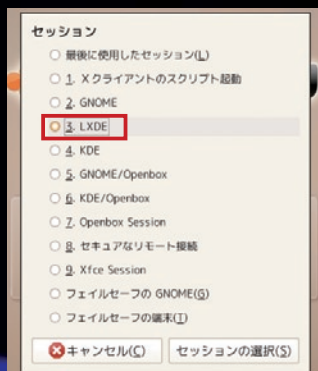 セッション
最後に使用したセッション(L)
1. Xクライアントのスクリプト起動
2. GNOME
3. LXDE
4. KDE
5. GNOME/Openbox
6. KDE/Openbox
7. Openbox Session
8. セキュアなリモート接続
9. Xfce Session
フェイルセーフの GNOME(G)
フェイルセーフの端末(T)
キャンセル(C) セッションの選択(S)